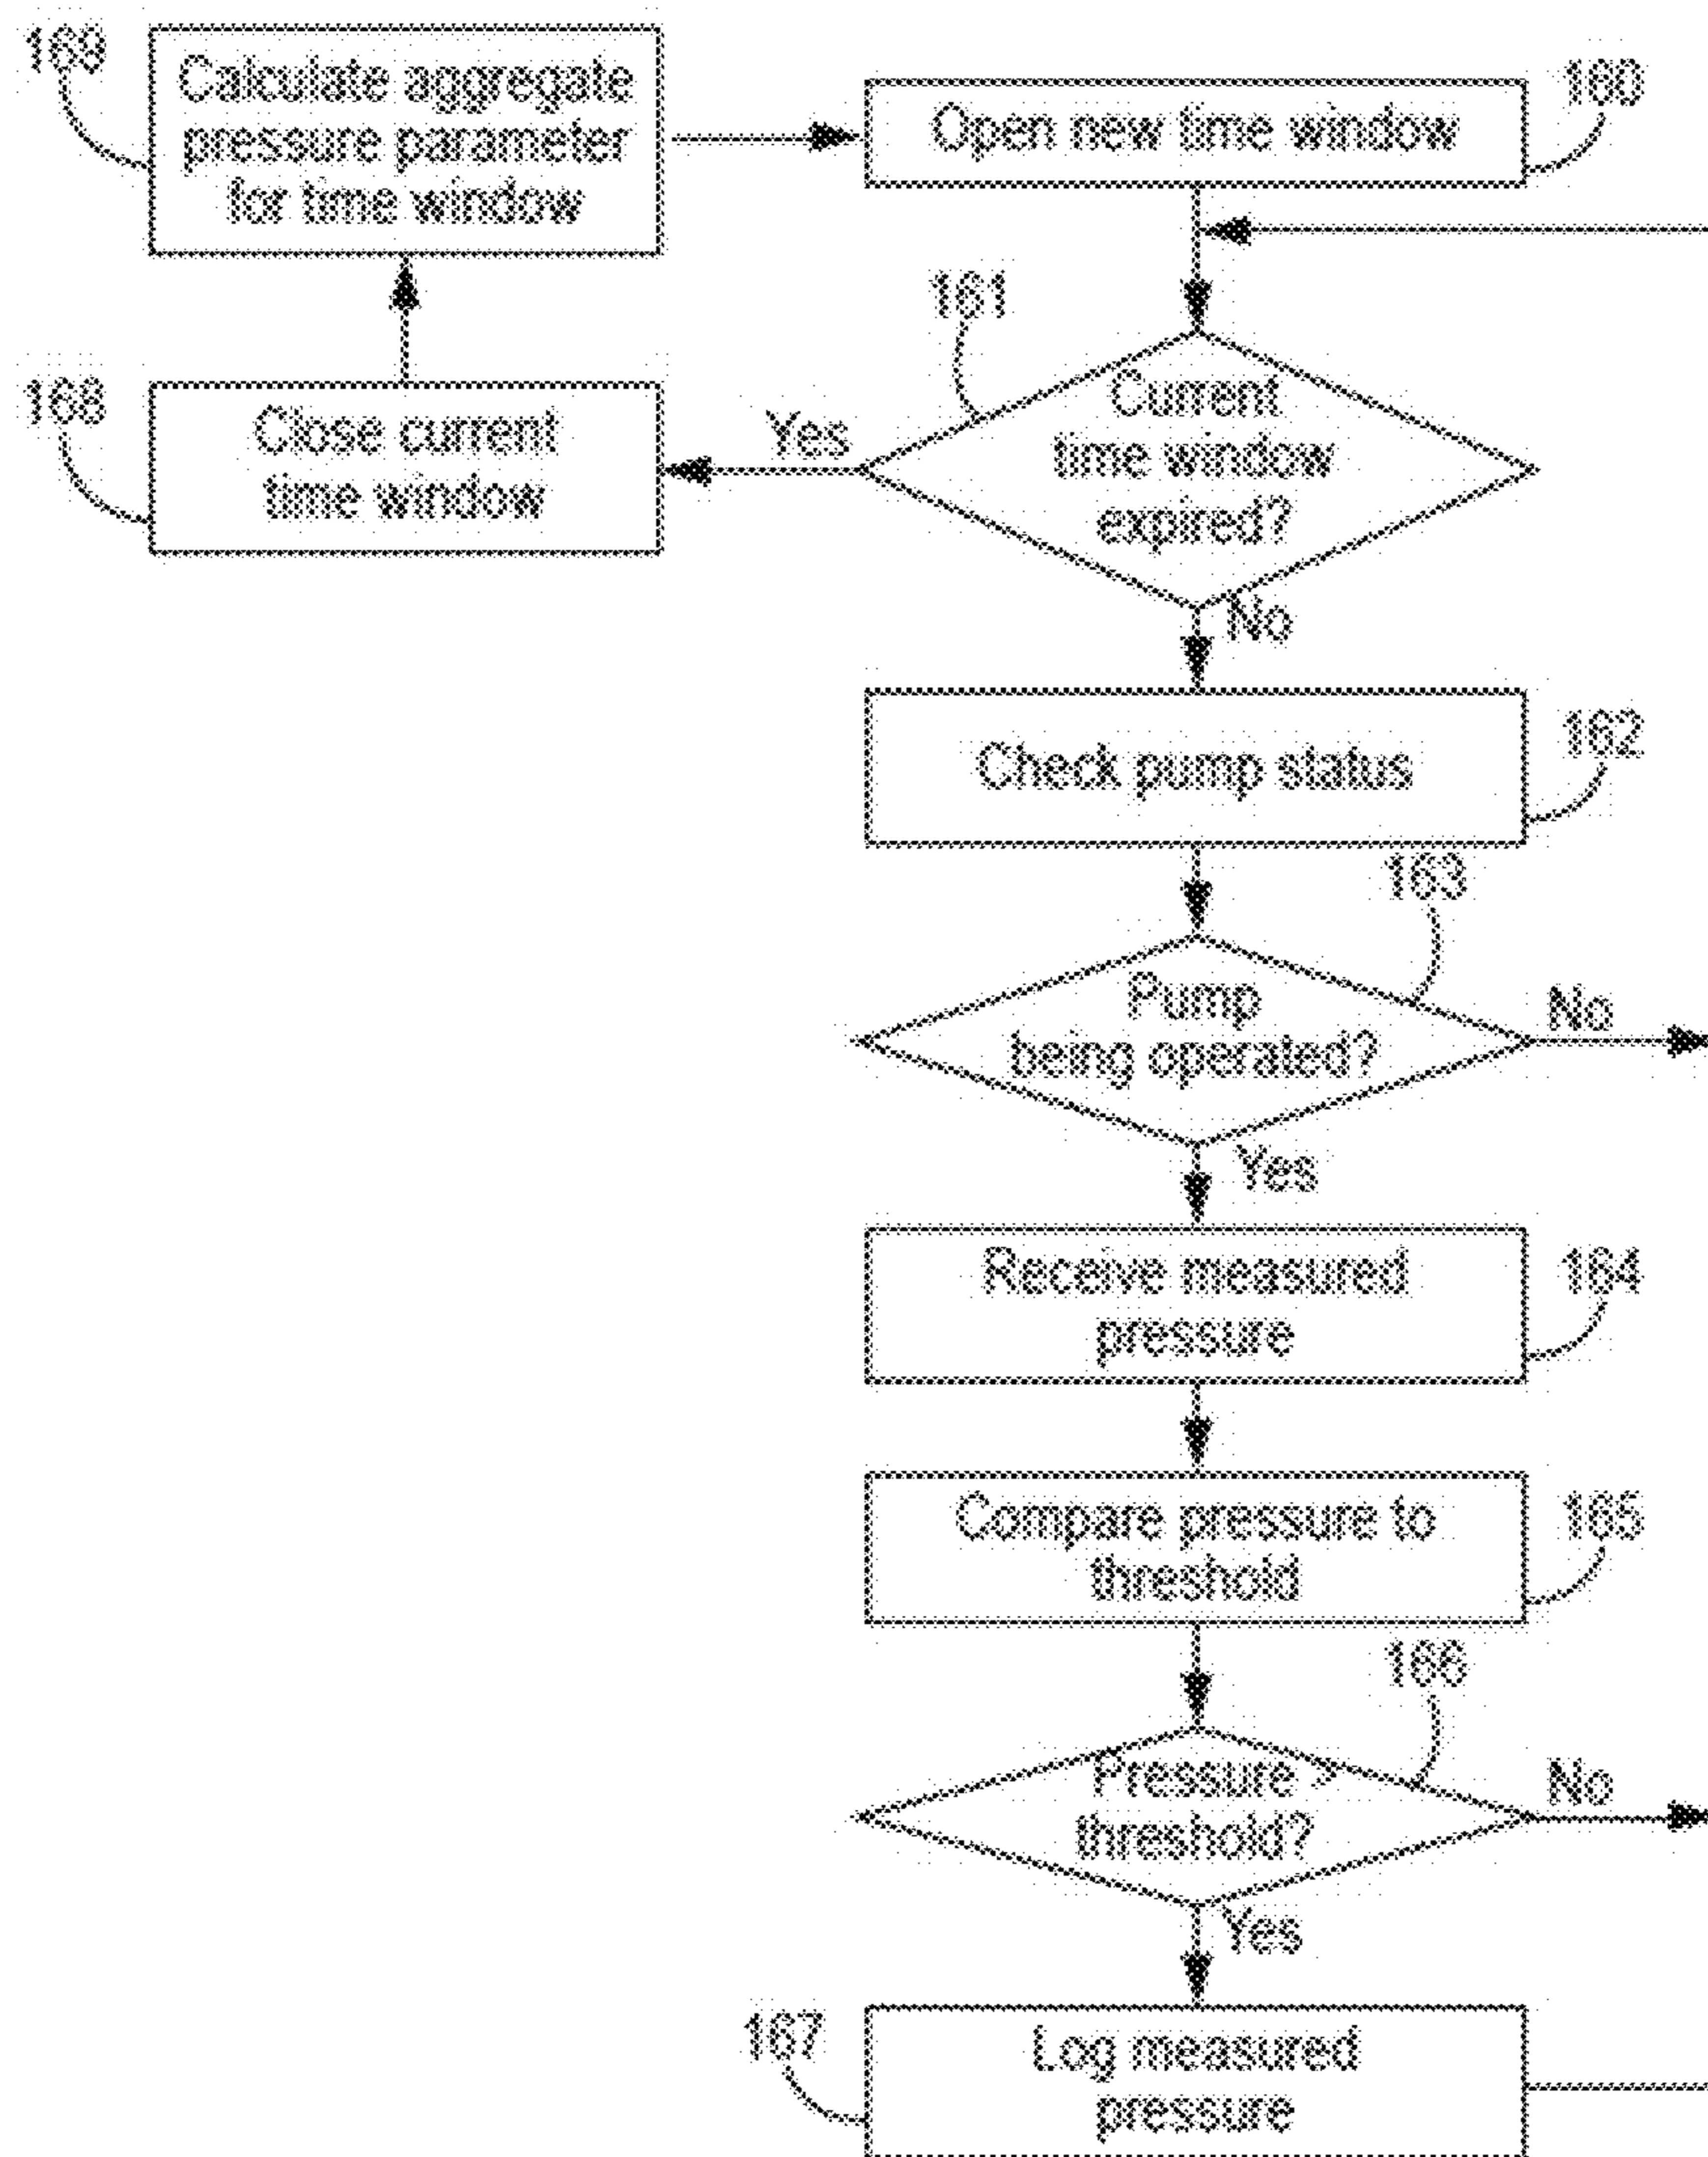 169
Calculate aggregate
pressure parameter
for time window
Open new time window
160
161
168
Close current
time window
Yes
Current
time window
expired?
No
Check pump status
162
163
Pump
being operated?
No
Yes
Receive measured
pressure
164
Compare pressure to
threshold
165
166
Pressure >
threshold?
No
Yes
167
Log measured
pressure